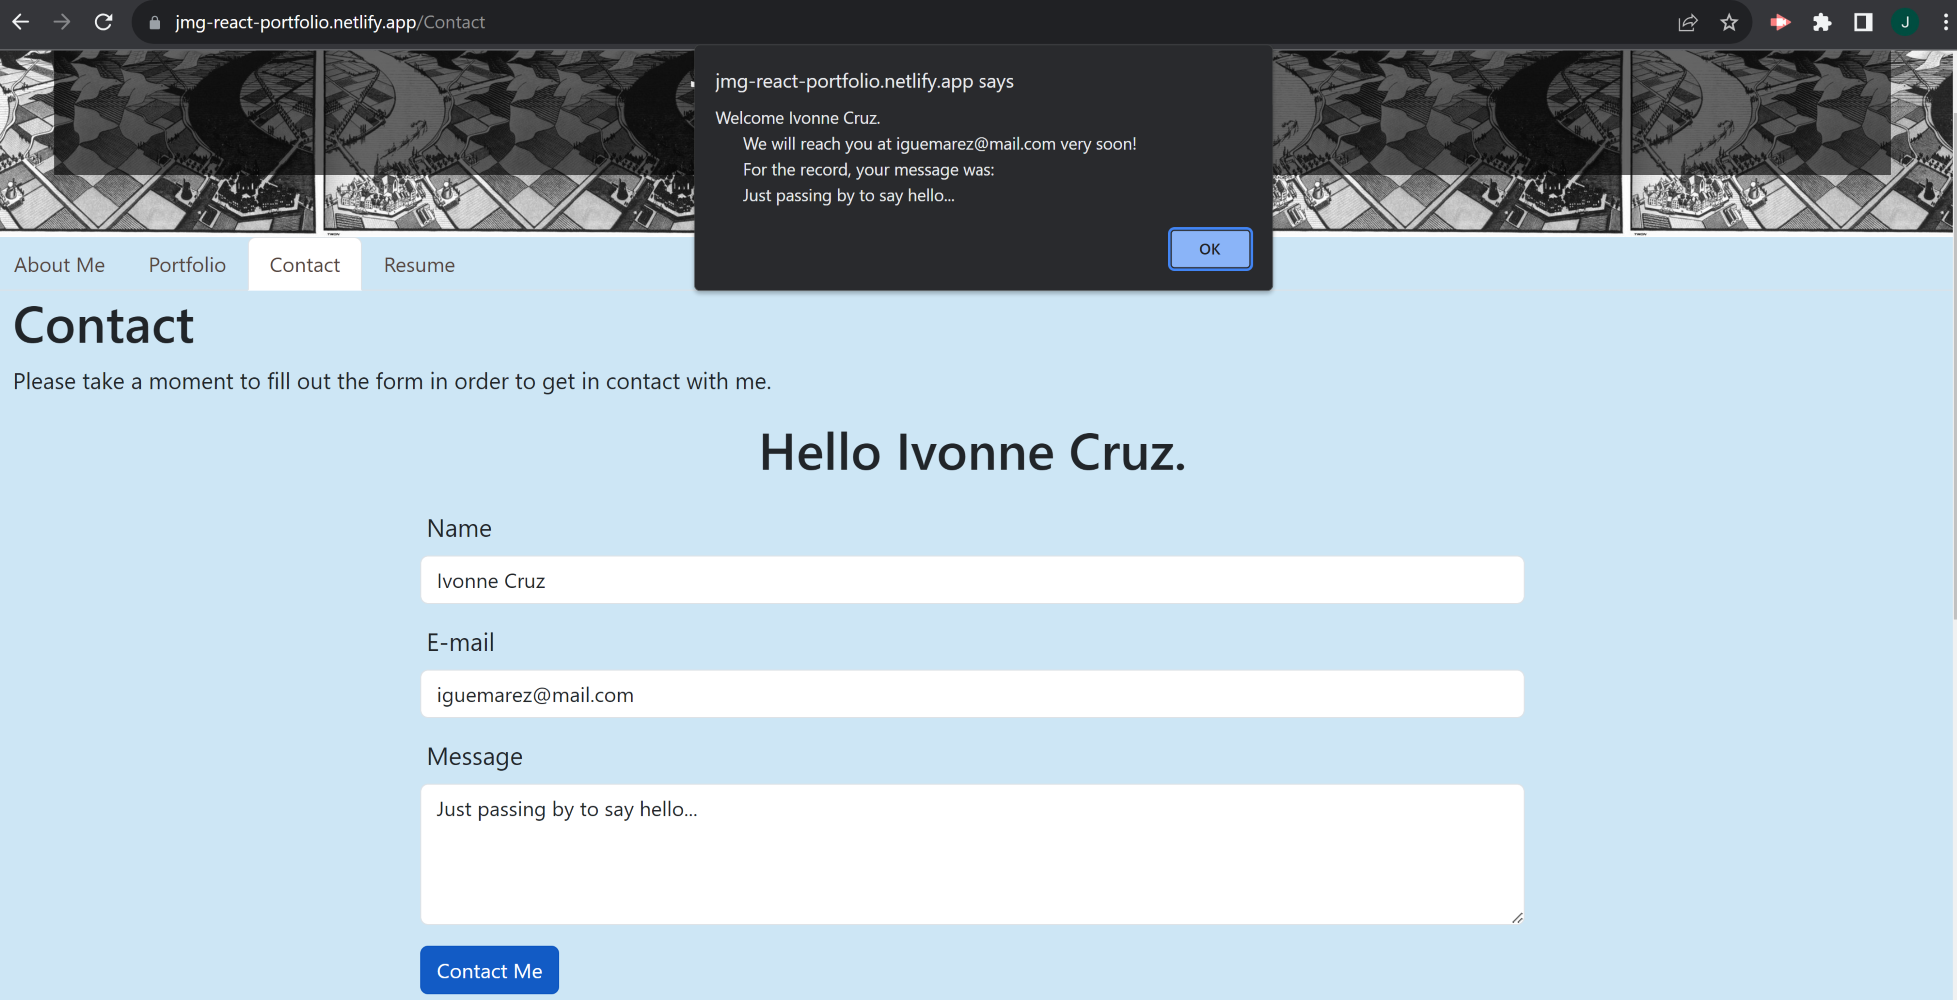 jmg-react-portfolio.netlify.app/Contact
J
jmg-react-portfolio.netlify.app says
Welcome Ivonne Cruz.
We will reach you at iguemarez@mail.com very soon!
For the record, your message was:
Just passing by to say hello...
OK
About Me
Portfolio
Contact
Resume
Contact
Please take a moment to fill out the form in order to get in contact with me.
Hello Ivonne Cruz.
Name
Ivonne Cruz
E-mail
iguemarez@mail.com
Message
Just passing by to say hello...
Contact Me